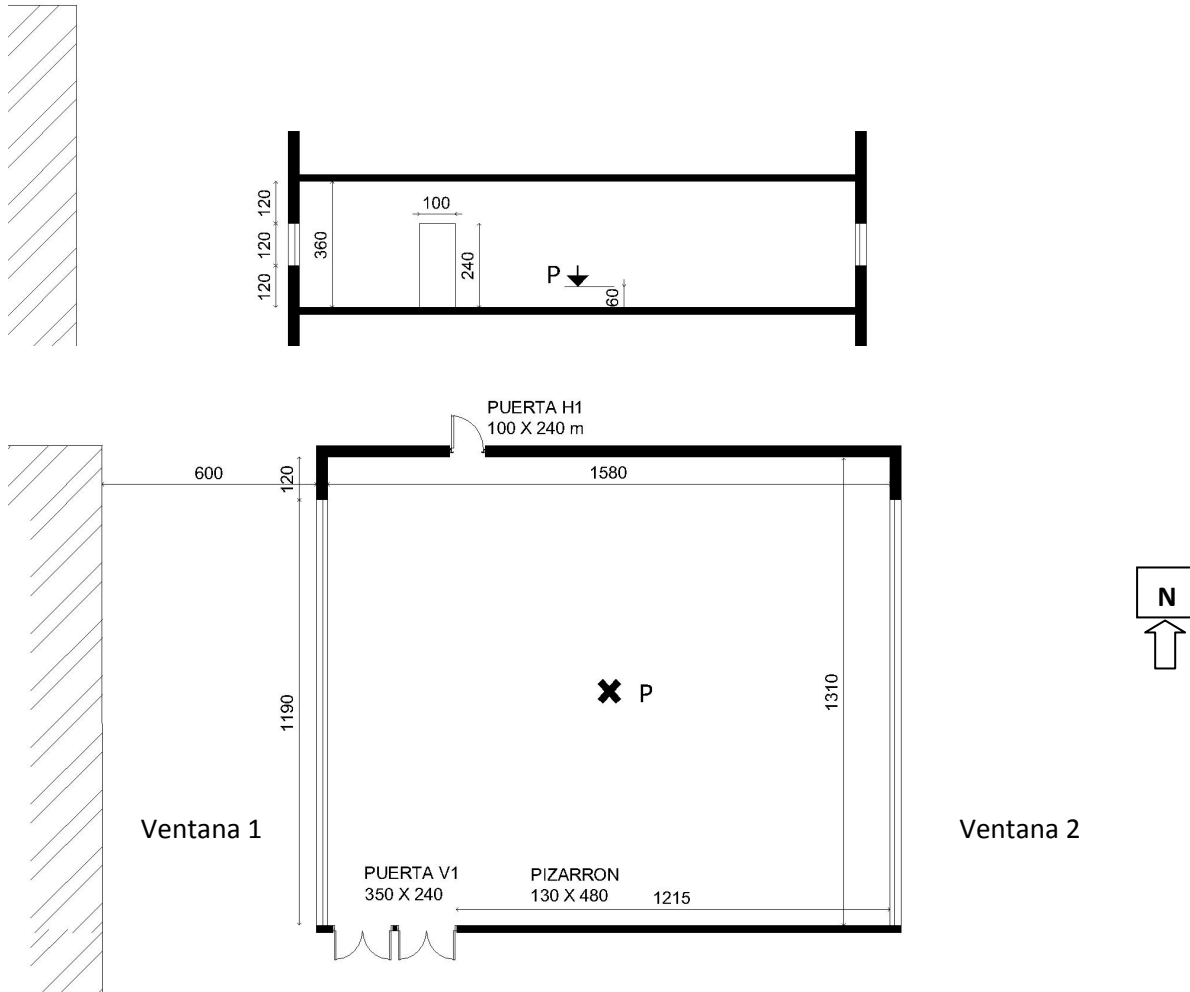 120
120
120
360
100
240
P
60
PUERTA H1
100 X 240 m
600
120
1580
N
P
1190
1310
Ventana 1
Ventana 2
PUERTA V1
350 X 240
PIZARRON
130 X 480
1215